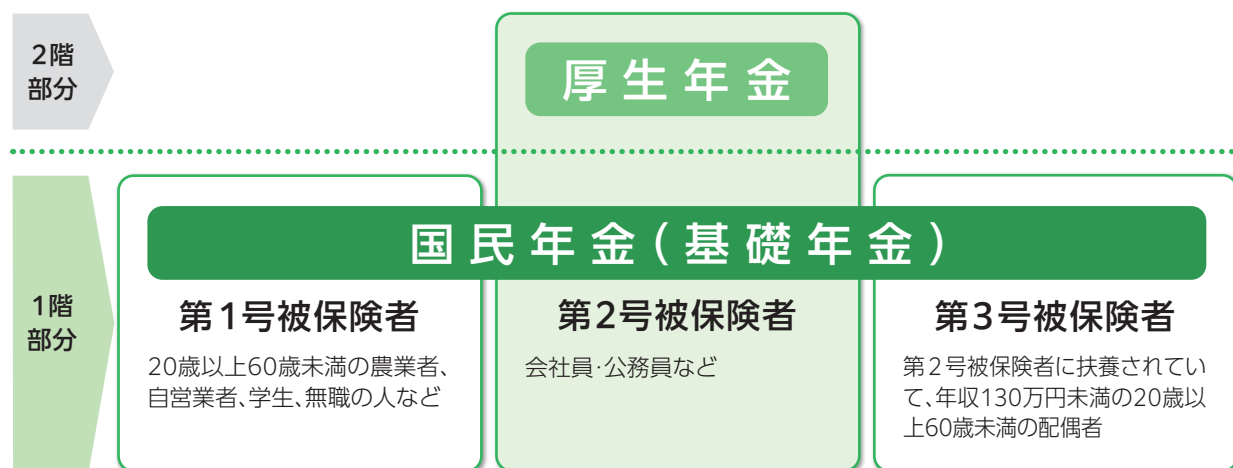 2階
部分
厚生年金
国民年金(基礎年金)
1階
部分
第1号被保険者
20歳以上60歳未満の農業者、
自営業者、学生、無職の人など
第2号被保険者
会社員・公務員など
第3号被保険者
第2号被保険者に扶養されてい
て、年収130万円未満の20歳以
上60歳未満の配偶者